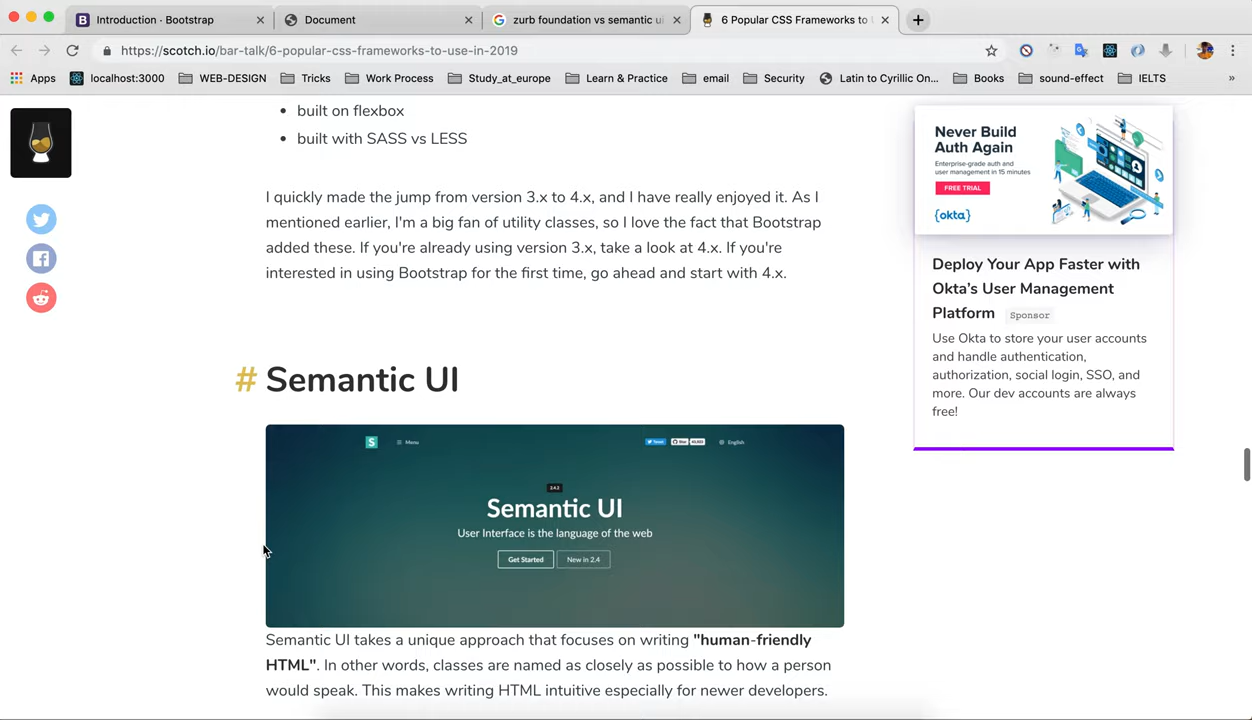 Introduction · Bootstrap
Document
zurb foundation vs semantic ui
6 Popular CSS Frameworks to
https://scotch.io/bar-talk/6-popular-css-frameworks-to-use-in-2019
Apps
localhost:3000
WEB-DESIGN
Tricks
Work Process
Study_at_europe
Learn & Practice
email
Security
Latin to Cyrillic On...
Books
sound-effect
IELTS
»
• built on flexbox
• built with SASS vs LESS
I quickly made the jump from version 3.x to 4.x, and I have really enjoyed it. As I
mentioned earlier, I'm a big fan of utility classes, so I love the fact that Bootstrap
added these. If you're already using version 3.x, take a look at 4.x. If you're
interested in using Bootstrap for the first time, go ahead and start with 4.x.
# Semantic UI
S
Menu
Tweet
Star
English
2.4.2
Semantic UI
User Interface is the language of the web
Get Started
New in 2.4
Semantic UI takes a unique approach that focuses on writing "human-friendly
HTML". In other words, classes are named as closely as possible to how a person
would speak. This makes writing HTML intuitive especially for newer developers.
Never Build
Auth Again
Enterprise-grade auth and
user management in 15 minutes
FREE TRIAL
{okta}
Deploy Your App Faster with
Okta's User Management
Platform Sponsor
Use Okta to store your user accounts
and handle authentication,
authorization, social login, SSO, and
more. Our dev accounts are always
free!